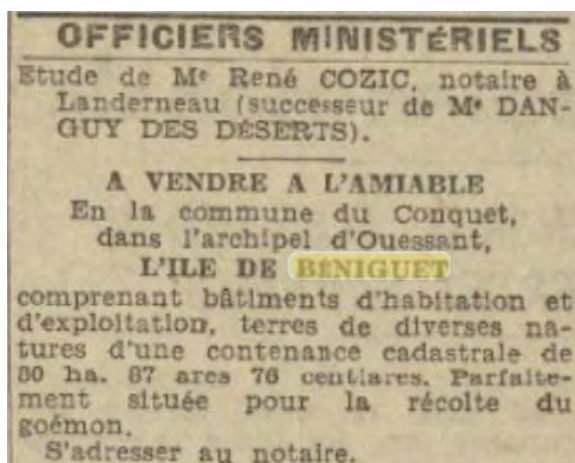 OFFICIERS MINISTÉRIELS
Etude de Me René COZIC, notaire à
Landerneau (successeur de Me DAN-
GUY DES DÉSERTS).
A VENDRE A L'AMIABLE
En la commune du Conquet,
dans l'archipel d'Ouessant,
L'ILE DE BÉNIGUET
comprenant bâtiments d'habitation et
d'exploitation, terres de diverses na-
tures d'une contenance cadastrale de
80 ha. 87 ares 76 centiares. Parfaite-
ment située pour la récolte du
goémon.
S'adresser au notaire.